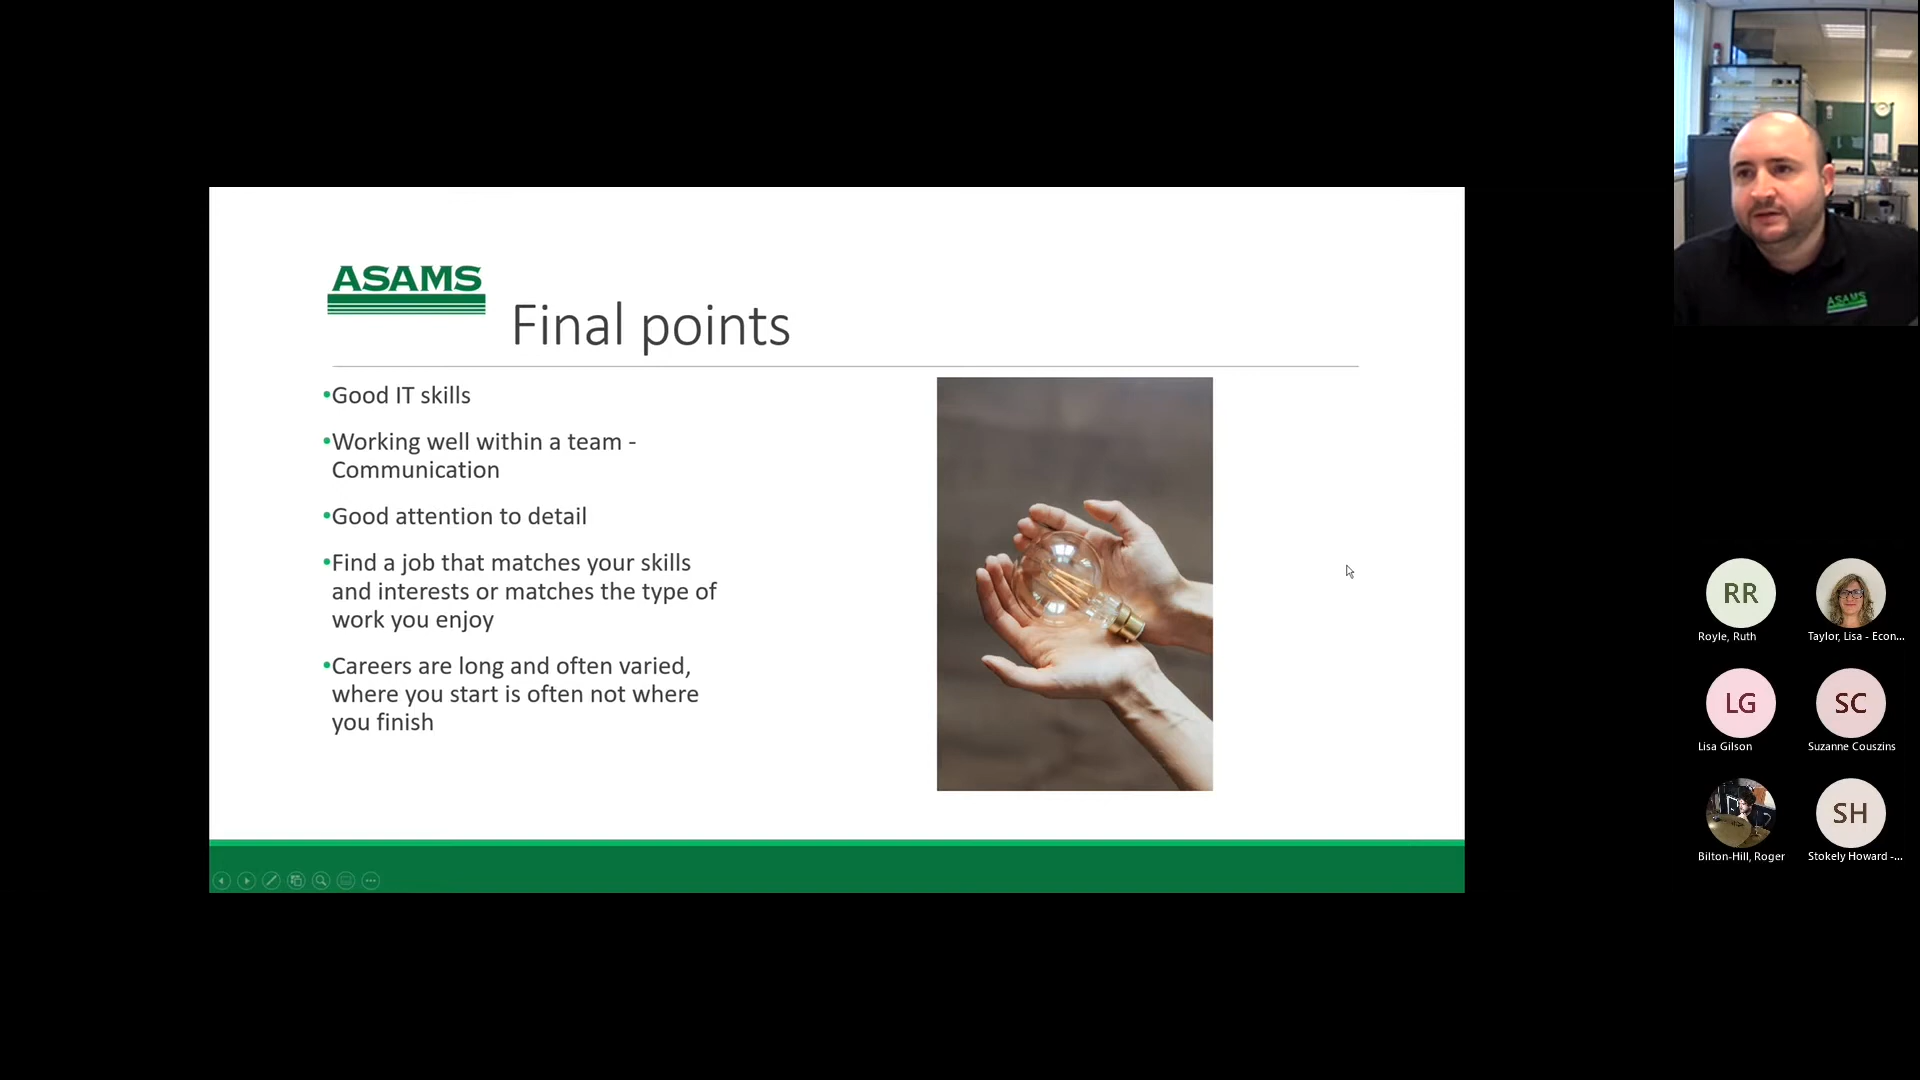 ASAMS
Final points
•Good IT skills
•Working well within a team -
Communication
•Good attention to detail
•Find a job that matches your skills
and interests or matches the type of
work you enjoy
•Careers are long and often varied,
where you start is often not where
you finish
ASAMS
RR
Royle, Ruth
Taylor, Lisa - Econ...
LG
Lisa Gilson
SC
Suzanne Couszins
Bilton-Hill, Roger
SH
Stokely Howard -...